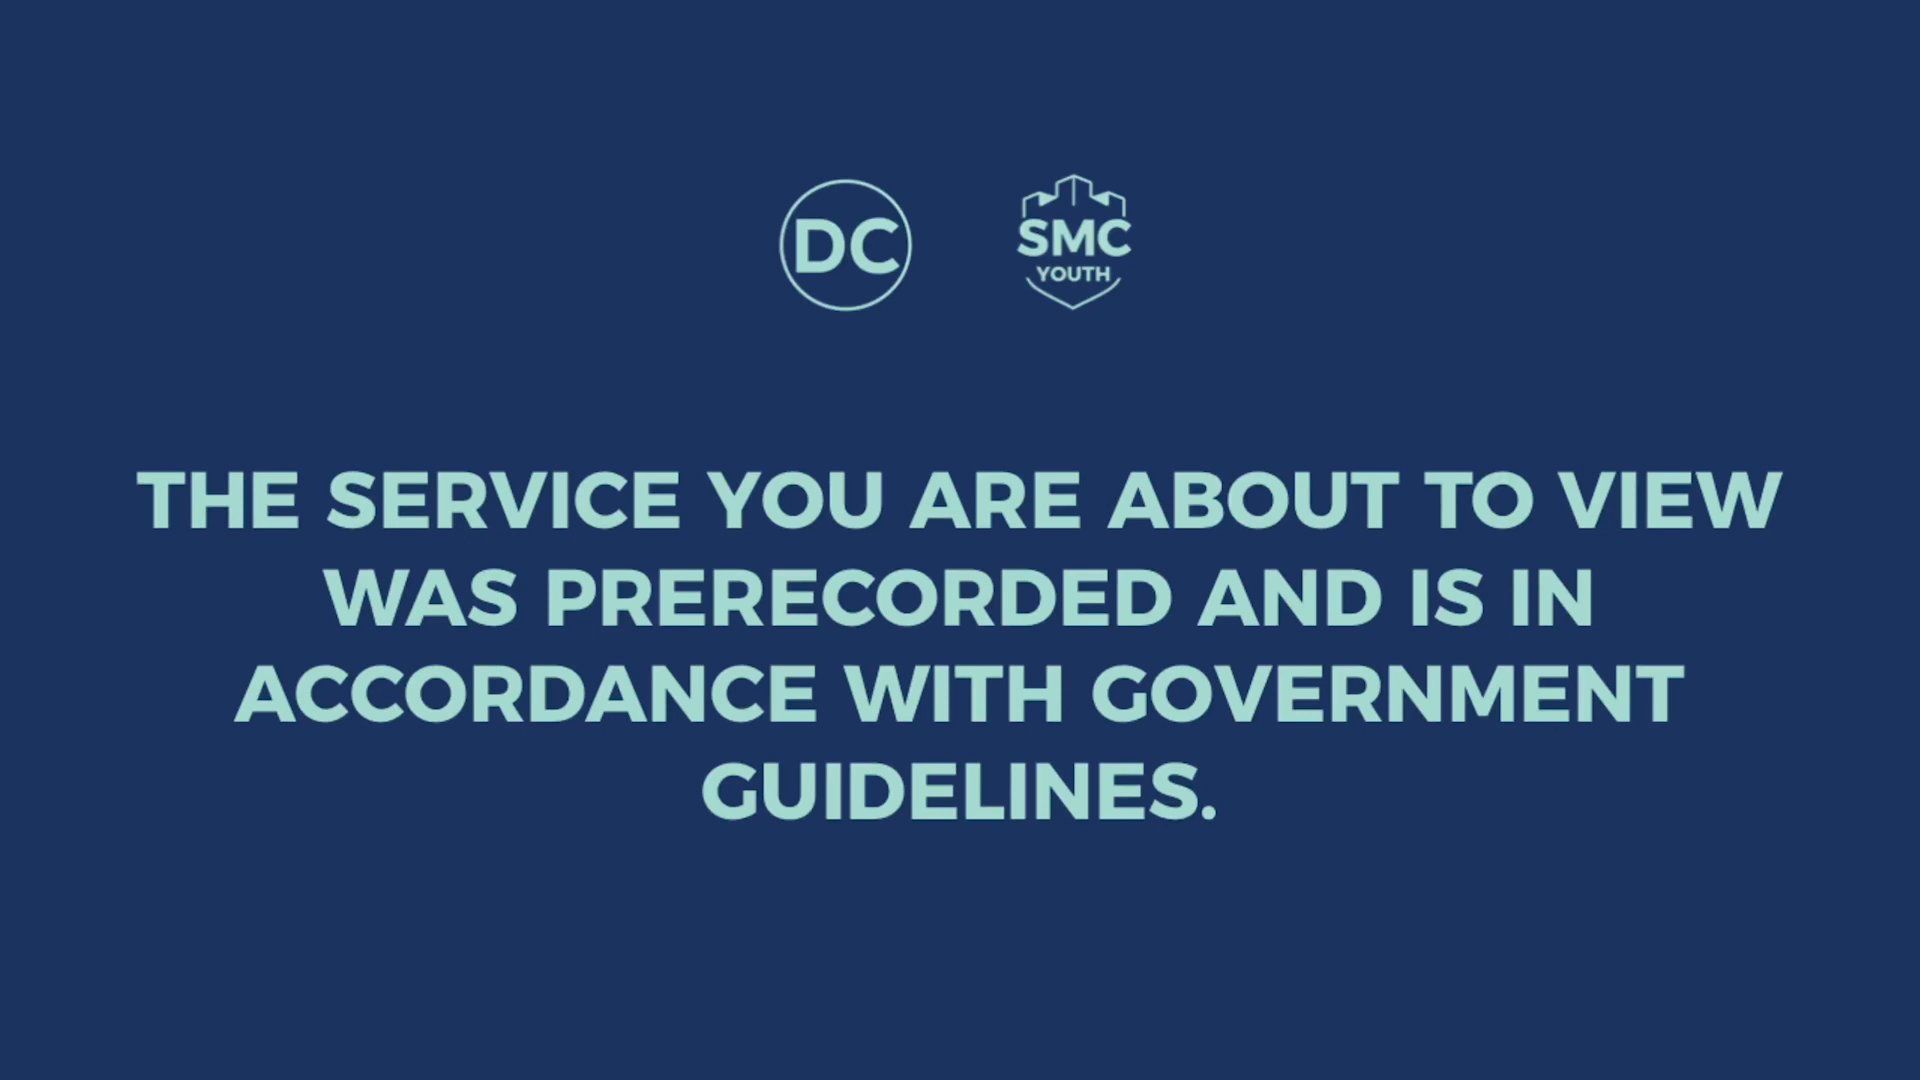 DC
SMC
YOUTH
THE SERVICE YOU ARE ABOUT TO VIEW
WAS PRERECORDED AND IS IN
ACCORDANCE WITH GOVERNMENT
GUIDELINES.